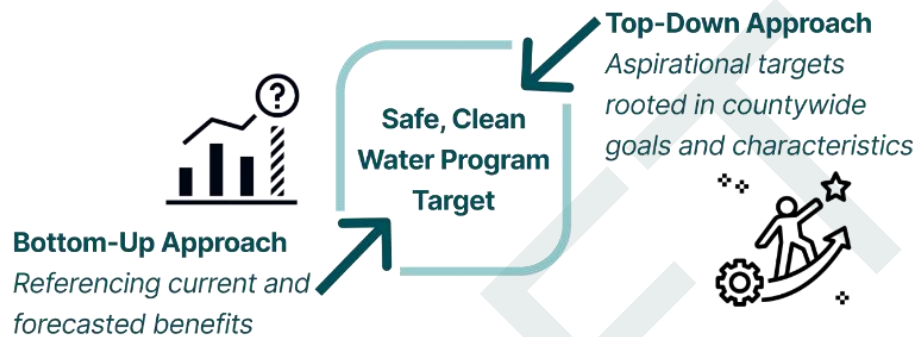 Top-Down Approach
Aspirational targets
rooted in countywide
goals and characteristics
Safe, Clean
Water Program
Target
?
Bottom-Up Approach
Referencing current and
forecasted benefits